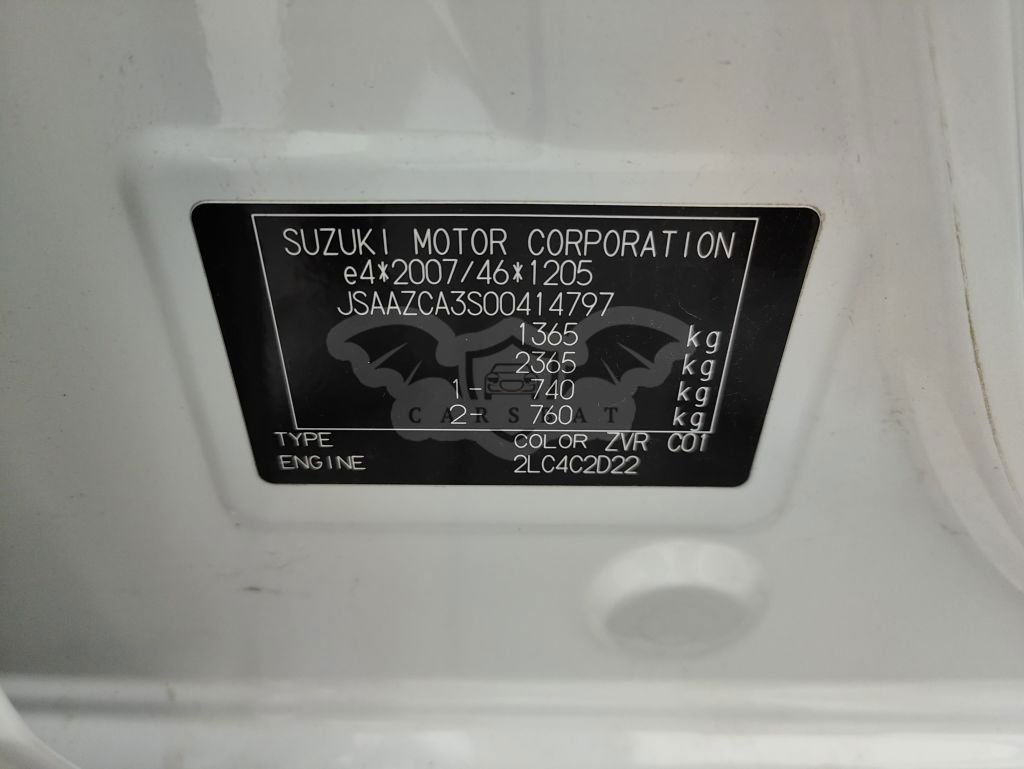 SUZUKI MOTOR CORPORATION
e4*2007/46*1205
JSAAZCA3S00414797
1365 kg
2365 kg
1- 740 kg
2- 760 kg
CARSBAT
TYPE COLOR ZVR C01
ENGINE 2LC4C2D22